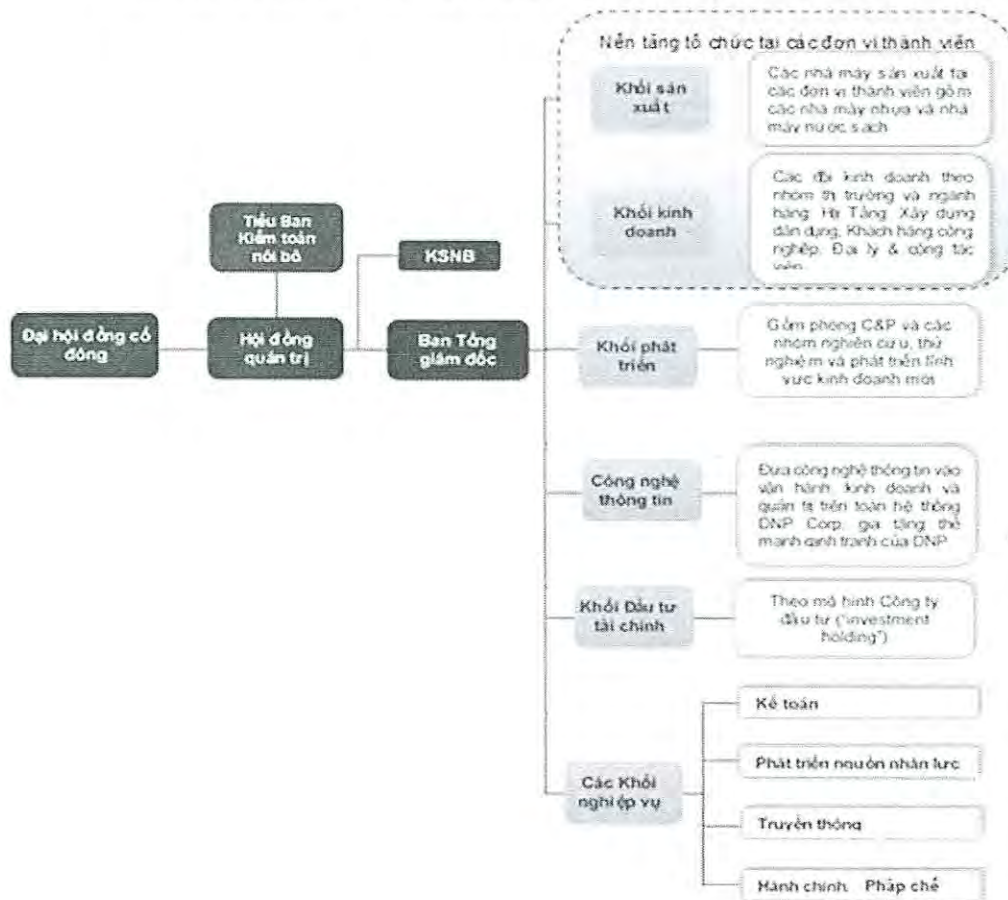 Nền tảng tổ chức tại các đơn vị thành viên
Khối sản
xuất
Các nhà máy sản xuất tại
các đơn vị thành viên gồm
các nhà máy nhựa và nhà
máy nước sạch
Khối kinh
doanh
Các đội kinh doanh theo
nhóm thị trường và ngành
hàng: Hạ Tầng, Xây dựng
dân dụng, Khách hàng công
nghiệp, Đại lý & cộng tác
viên
Tiểu Ban
Kiểm toán
nội bộ
KSNB
Đại hội đồng cổ
đông
Hội đồng
quản trị
Ban Tổng
giám đốc
Khối phát
triển
Gồm phòng C&P và các
nhóm nghiên cứu, thử
nghiệm và phát triển lĩnh
vực kinh doanh mới
Công nghệ
thông tin
Đưa công nghệ thông tin vào
vận hành, kinh doanh và
quản trị trên toàn hệ thống
DNP Corp, gia tăng thế
mạnh cạnh tranh của DNP
Khối Đầu tư
tài chính
Theo mô hình Công ty
đầu tư ("investment
holding")
Các Khối
nghiệp vụ
Kế toán
Phát triển nguồn nhân lực
Truyền thông
Hành chính, Pháp chế